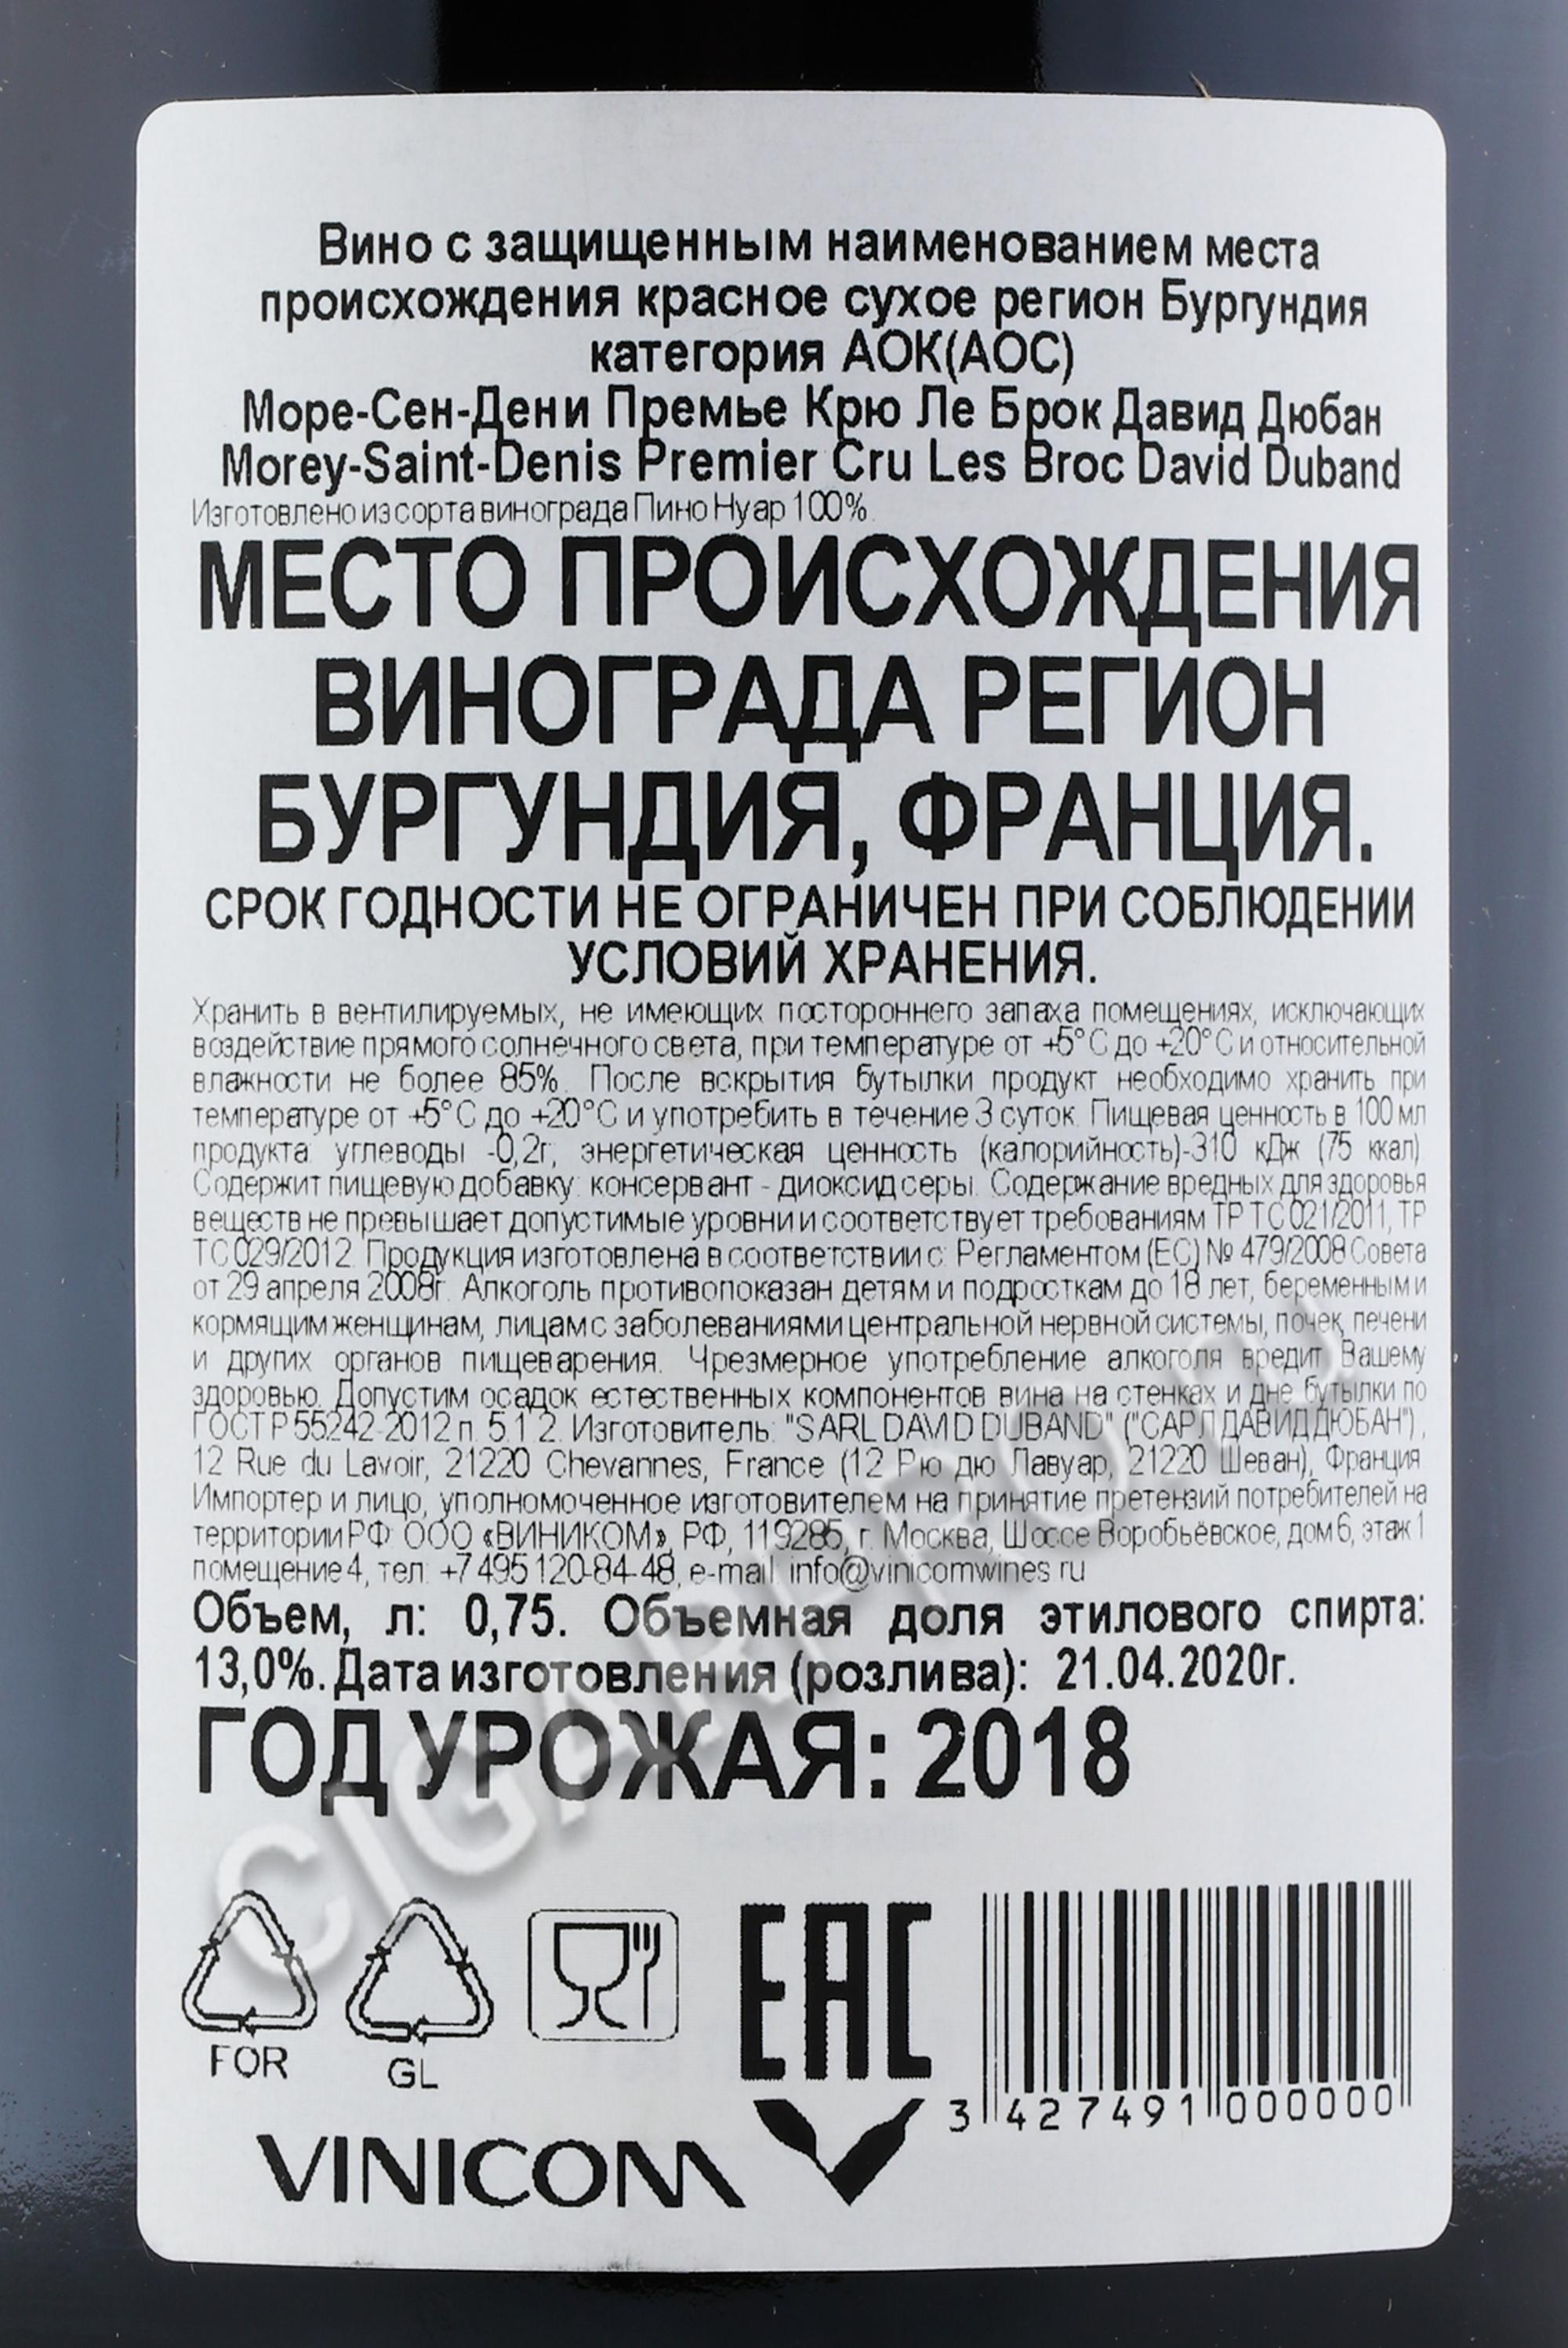 Вино с защищенным наименованием места
происхождения красное сухое регион Бургундия
категория АОК(АОС)
Море-Сен-Дени Премье Крю Ле Брок Давид Дюбан
Morey-Saint-Denis Premier Cru Les Broc David Duband
Изготовлено из сорта винограда Пино Нуар 100%.
МЕСТО ПРОИСХОЖДЕНИЯ
ВИНОГРАДА РЕГИОН
БУРГУНДИЯ, ФРАНЦИЯ.
СРОК ГОДНОСТИ НЕ ОГРАНИЧЕН ПРИ СОБЛЮДЕНИИ
УСЛОВИЙ ХРАНЕНИЯ.
Хранить в вентилируемых, не имеющих постороннего запаха помещениях, исключающих
воздействие прямого солнечного света, при температуре от +5°С до +20°С и относительной
влажности не более 85%. После вскрытия бутылки продукт необходимо хранить при
температуре от +5°С до +20°С и употребить в течение 3 суток. Пищевая ценность в 100 мл
продукта: углеводы -0,2г; энергетическая ценность (калорийность)-310 кДж (75 ккал)
Содержит пищевую добавку: консервант - диоксид серы. Содержание вредных для здоровья
веществ не превышает допустимые уровни и соответствует требованиям ТР ТС 021/2011, ТР
ТС 029/2012. Продукция изготовлена в соответствии с: Регламентом (ЕС) № 479/2008 Совета
от 29 апреля 2008г. Алкоголь противопоказан детям и подросткам до 18 лет, беременным и
кормящим женщинам, лицам с заболеваниями центральной нервной системы, почек, печени
и других органов пищеварения. Чрезмерное употребление алкоголя вредит Вашему
здоровью. Допустим осадок естественных компонентов вина на стенках и дне бутылки по
ГОСТ Р 55242-2012 п. 5.1.2. Изготовитель: "SARL DAVID DUBAND" ("САРЛ ДАВИД ДЮБАН"),
12 Rue du Lavoir, 21220 Chevannes, France (12 Рю дю Лавуар, 21220 Шеван), Франция
Импортер и лицо, уполномоченное изготовителем на принятие претензий потребителей на
территории РФ: ООО «ВИНИКОМ», РФ, 119285, г. Москва, Шоссе Воробьёвское, дом 6, этаж 1
помещение 4, тел: +7 495 120-84-48, e-mail: info@vinicomwines.ru
Объем, л: 0,75. Объемная доля этилового спирта:
13,0%. Дата изготовления (розлива): 21.04.2020г.
ГОД УРОЖАЯ: 2018
CIGARPRO.RU
FOR
GL
EAC
3 427491 000000
VINICOM